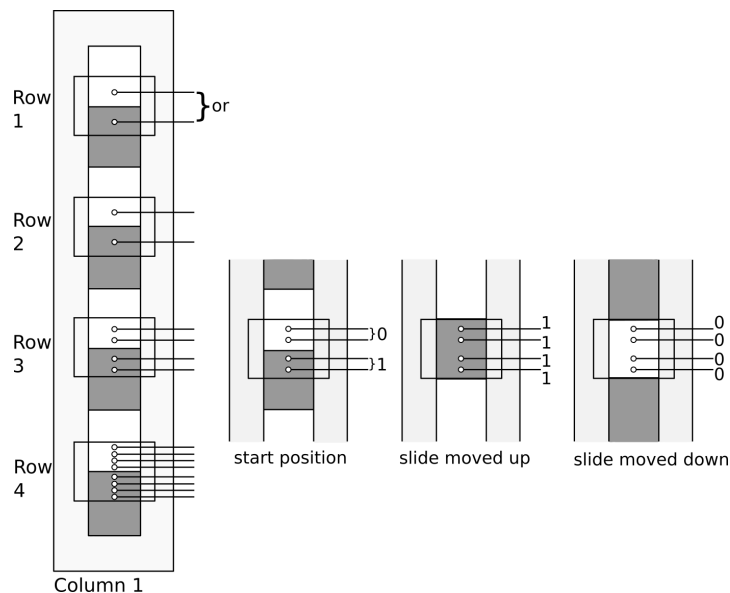 Row
1
or
Row
2
Row
3
Row
4
Column 1
}0
}1
start position
1
1
1
1
slide moved up
0
0
0
0
slide moved down